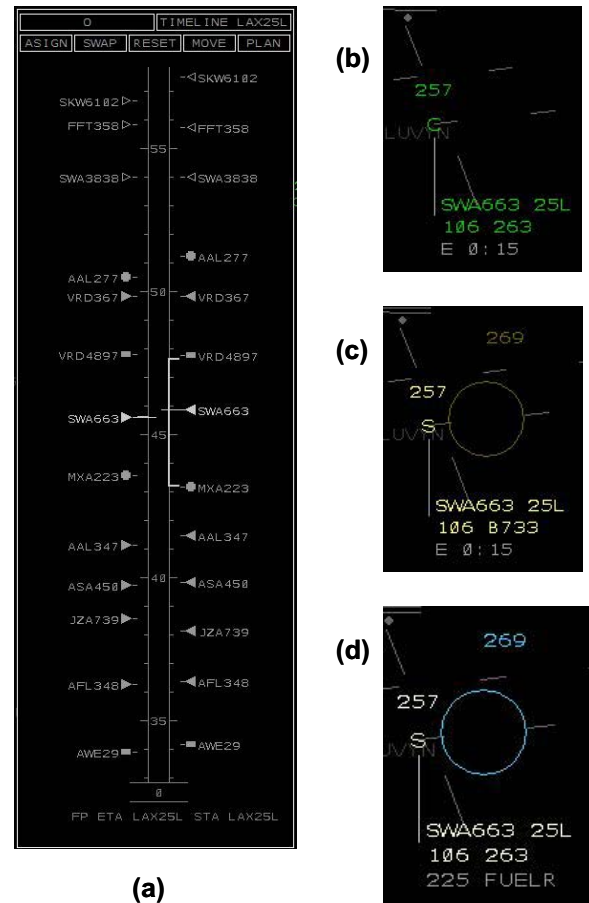 0 TIMELINE LAX25L
ASIGN SWAP RESET MOVE PLAN
SKW6102
SKW6102
FFT358
FFT358
55
SWA3838
SWA3838
AAL277
AAL277
50
VRD367
VRD367
VRD4897
VRD4897
SWA663
SWA663
45
MXA223
MXA223
AAL347
AAL347
40
ASA450
ASA450
JZA739
JZA739
AFL348
AFL348
35
AWE29
AWE29
0
FP ETA LAX25L STA LAX25L
(a)
(b)
257
C
LUVYN
SWA663 25L
106 263
E 0:15
(c)
269
257
S
LUVYN
SWA663 25L
106 B733
E 0:15
(d)
269
257
S
LUVYN
SWA663 25L
106 263
225 FUELR